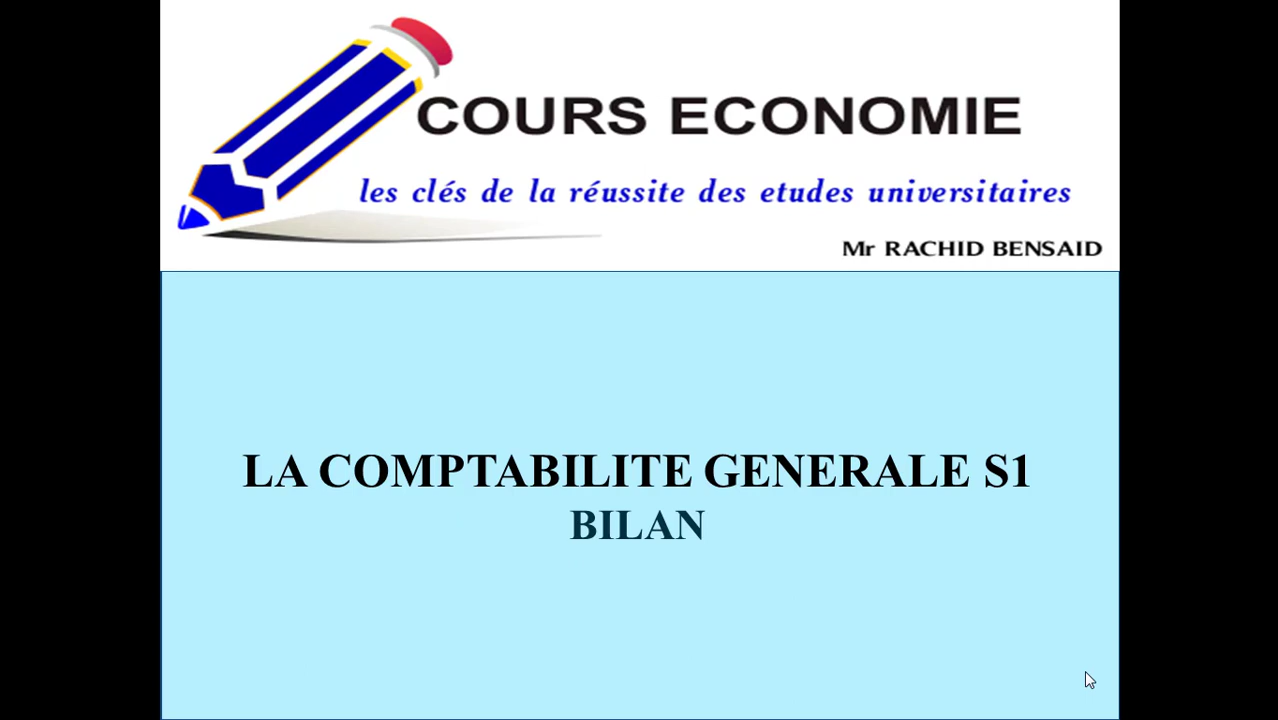 COURS ECONOMIE
les clés de la réussite des etudes universitaires
Mr RACHID BENSAID
LA COMPTABILITE GENERALE S1
BILAN